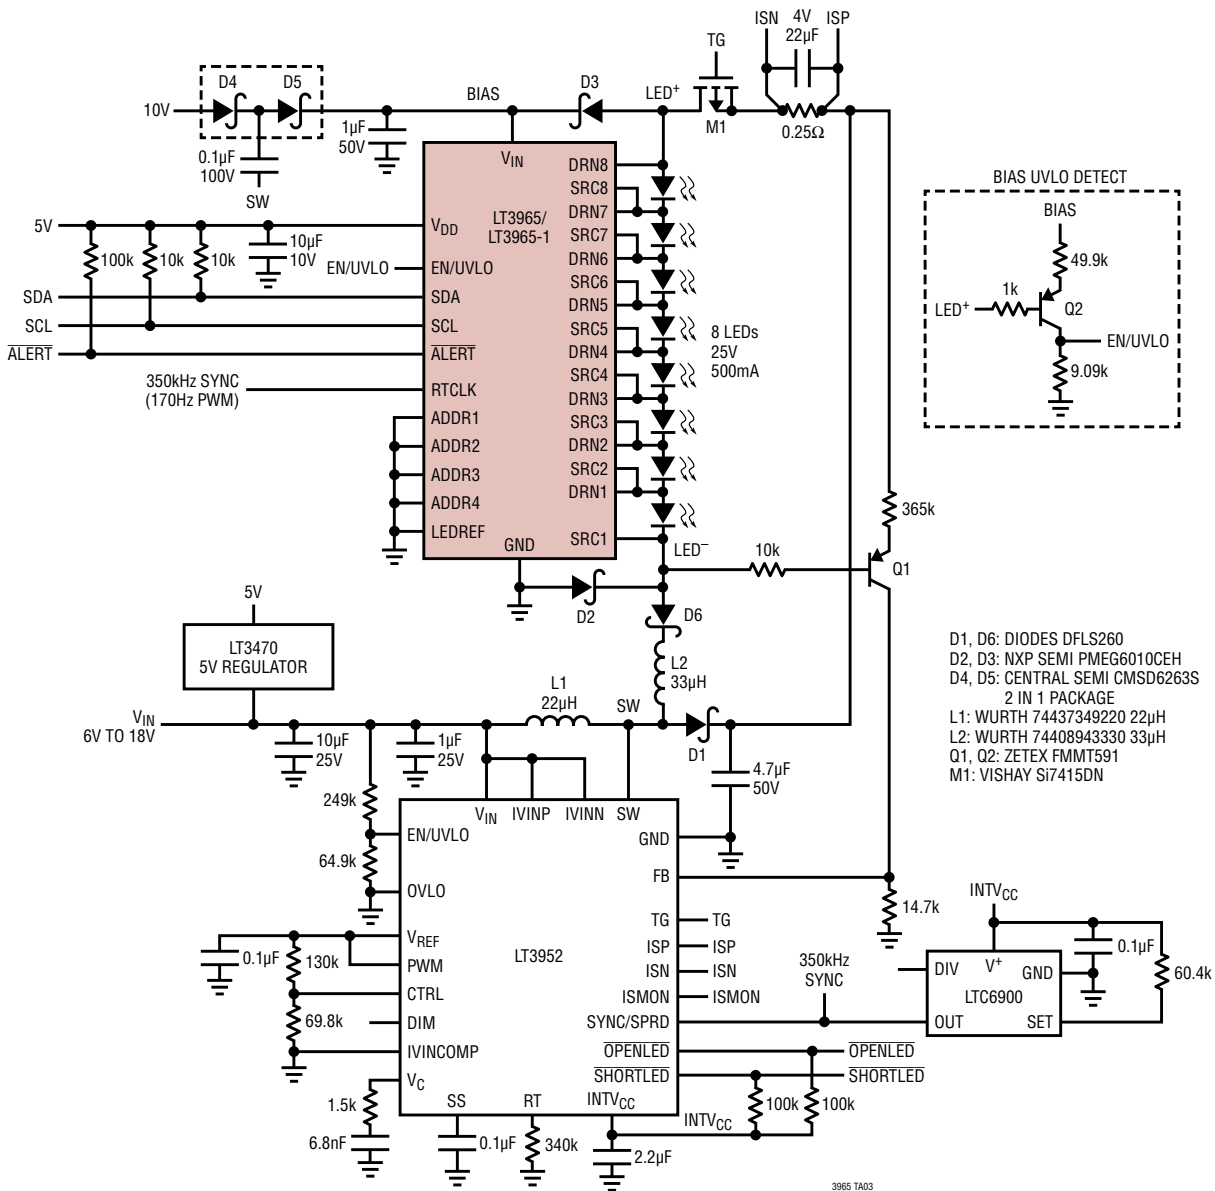 ISN
4V
22µF
ISP
TG
D4
D5
BIAS
D3
LED+
M1
0.25Ω
10V
0.1µF
100V
SW
1µF
50V
VIN
LT3965/
LT3965-1
DRN8
SRC8
DRN7
SRC7
DRN6
SRC6
DRN5
SRC5
DRN4
SRC4
DRN3
SRC3
DRN2
SRC2
DRN1
SRC1
GND
5V
VDD
100k
10k
10k
10µF
10V
EN/UVLO
EN/UVLO
SDA
SDA
SCL
SCL
ALERT
ALERT
350kHz SYNC
(170Hz PWM)
RTCLK
ADDR1
ADDR2
ADDR3
ADDR4
LEDREF
8 LEDs
25V
500mA
BIAS UVLO DETECT
BIAS
49.9k
LED+
1k
Q2
EN/UVLO
9.09k
365k
LED–
10k
Q1
D2
D6
L2
33µH
5V
LT3470
5V REGULATOR
VIN
6V TO 18V
L1
22µH
SW
D1
10µF
25V
1µF
25V
4.7µF
50V
D1, D6: DIODES DFLS260
D2, D3: NXP SEMI PMEG6010CEH
D4, D5: CENTRAL SEMI CMSD6263S
2 IN 1 PACKAGE
L1: WURTH 74437349220 22µH
L2: WURTH 74408943330 33µH
Q1, Q2: ZETEX FMMT591
M1: VISHAY Si7415DN
249k
64.9k
VIN
IVINP
IVINN
SW
EN/UVLO
OVLO
GND
FB
14.7k
0.1µF
130k
69.8k
VREF
PWM
CTRL
DIM
IVINCOMP
VC
LT3952
TG
TG
ISP
ISP
ISN
ISN
ISMON
ISMON
SYNC/SPRD
350kHz
SYNC
OPENLED
OPENLED
SHORTLED
SHORTLED
INTVCC
DIV
V+
GND
LTC6900
OUT
SET
0.1µF
60.4k
1.5k
6.8nF
SS
0.1µF
RT
340k
INTVCC
2.2µF
INTVCC
100k
100k
3965 TA03